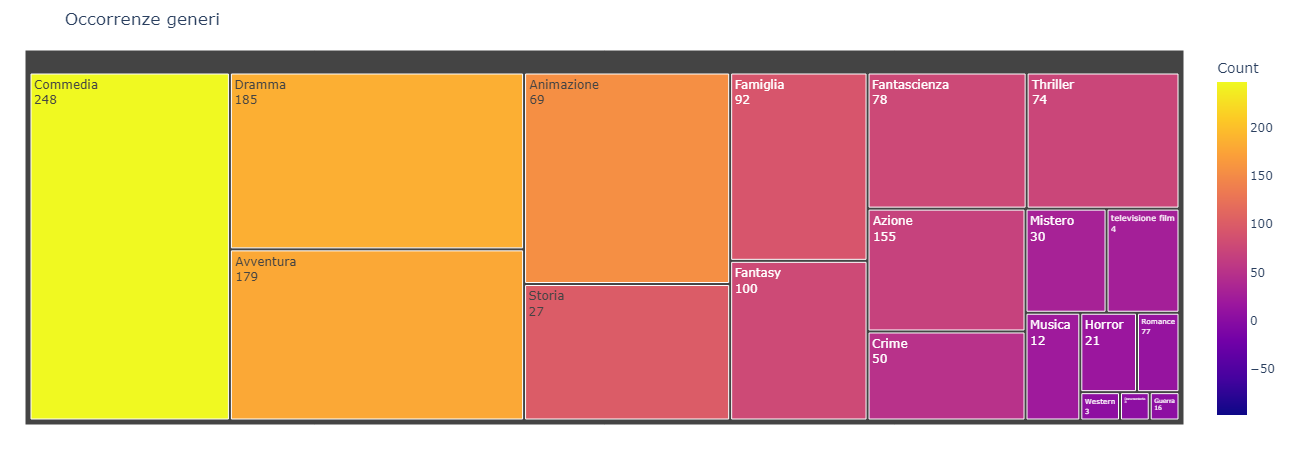 Occorrenze generi
Commedia
248
Dramma
185
Avventura
179
Animazione
69
Storia
27
Famiglia
92
Fantasy
100
Fantascienza
78
Azione
155
Crime
50
Thriller
74
Mistero
30
televisione film
4
Musica
12
Horror
21
Romance
77
Western
3
Guerra
16
Count
200
150
100
50
0
−50